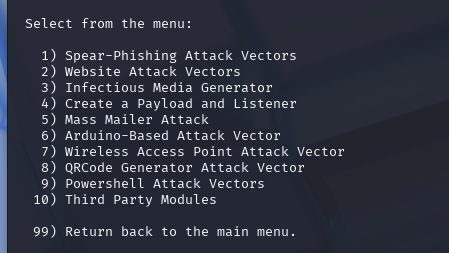 Select from the menu:
1) Spear-Phishing Attack Vectors
2) Website Attack Vectors
3) Infectious Media Generator
4) Create a Payload and Listener
5) Mass Mailer Attack
6) Arduino-Based Attack Vector
7) Wireless Access Point Attack Vector
8) QRCode Generator Attack Vector
9) Powershell Attack Vectors
10) Third Party Modules
99) Return back to the main menu.